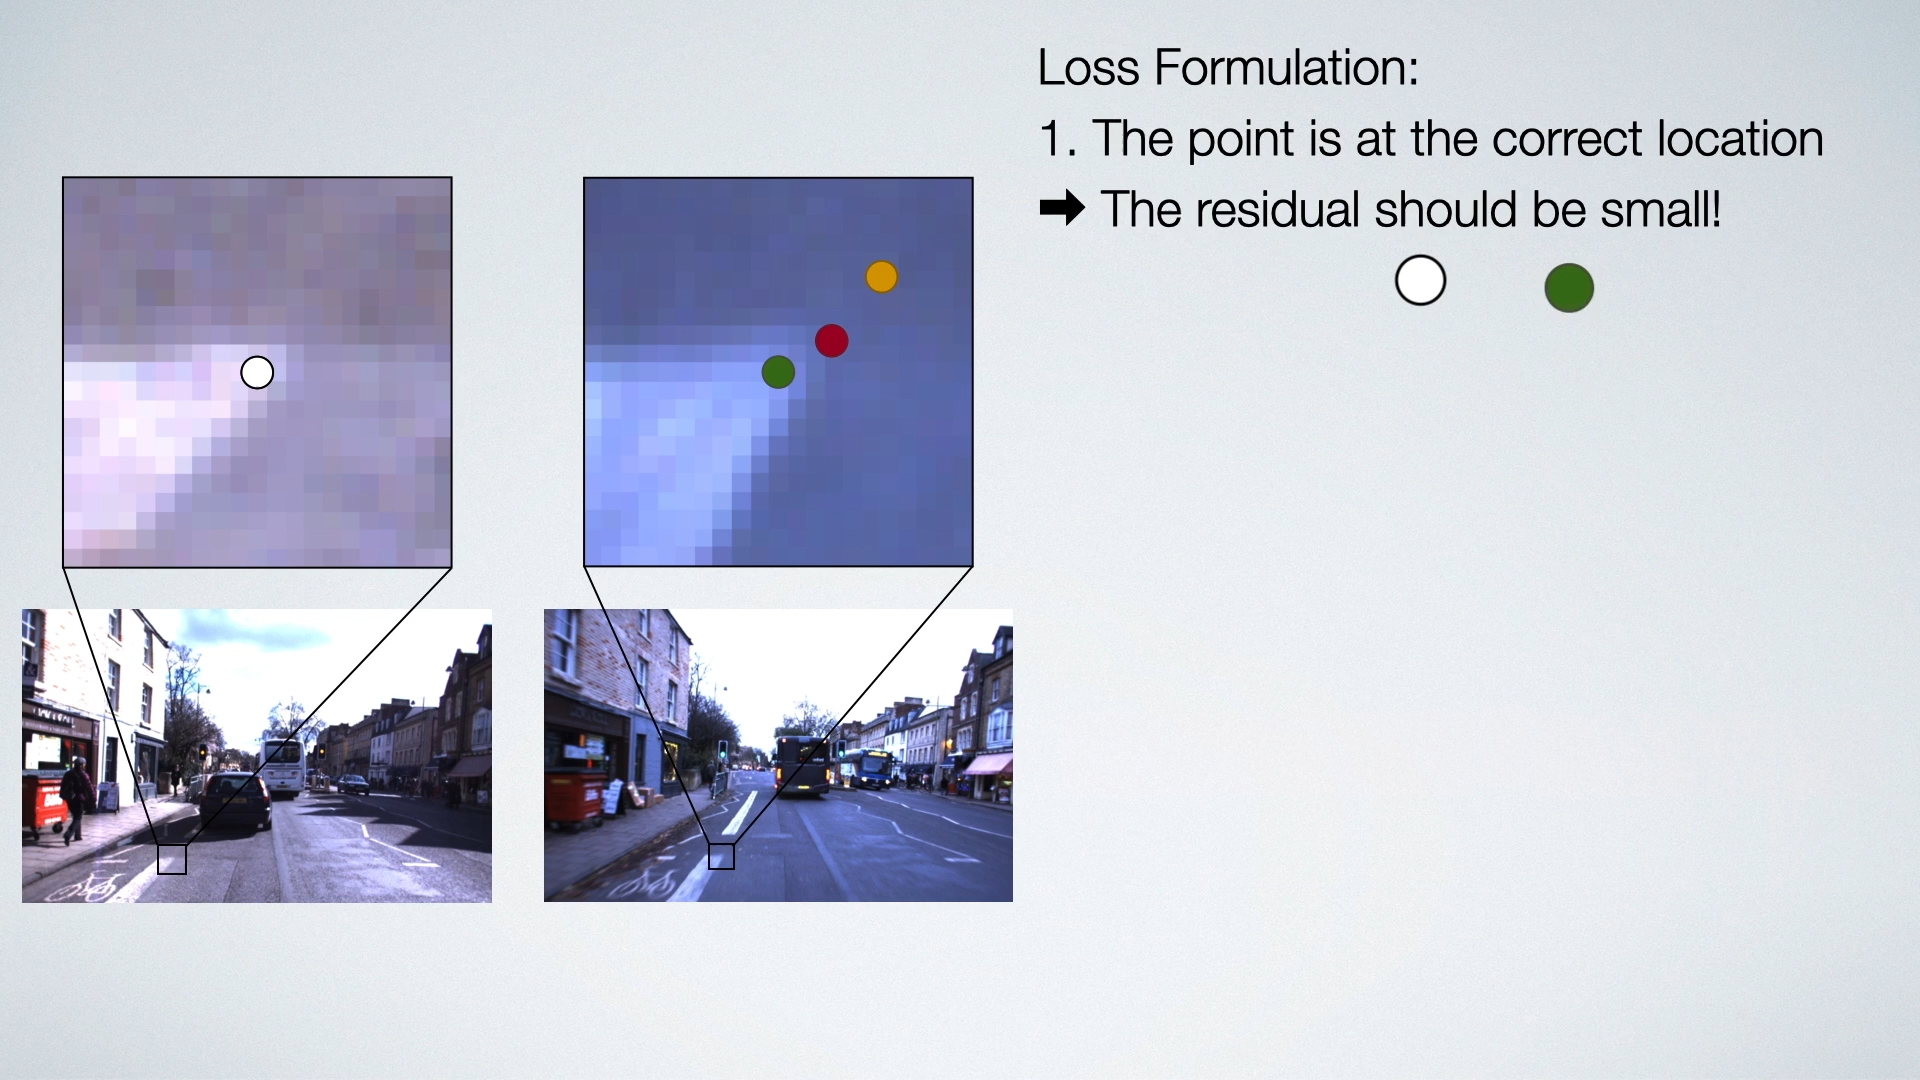 Loss Formulation:
1. The point is at the correct location
➡ The residual should be small!